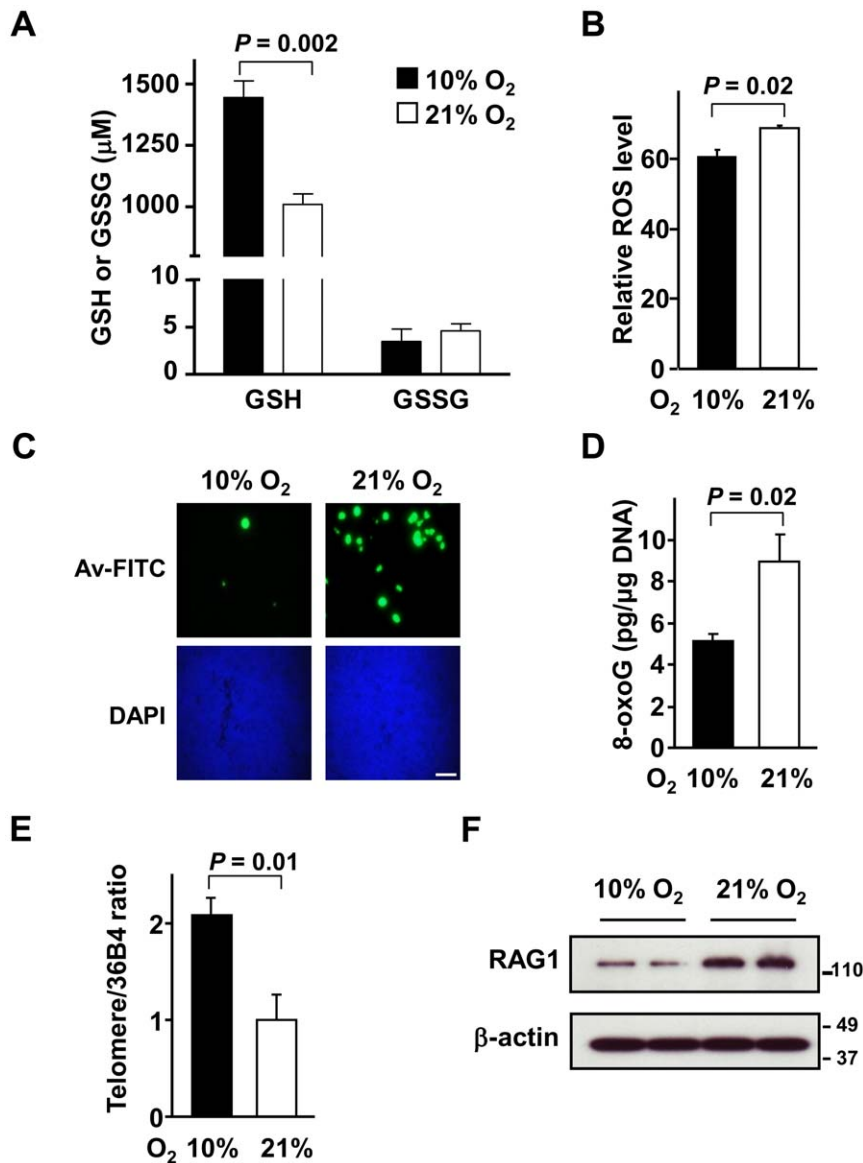 A
P = 0.002
10% O₂
21% O₂
GSH or GSSG (μM)
1500
1000
10
5
0
GSH GSSG
B
P = 0.02
Relative ROS level
60
40
20
0
O₂ 10% 21%
C
10% O₂ 21% O₂
Av-FITC
DAPI
D
P = 0.02
8-oxoG (pg/μg DNA)
10
8
6
4
2
0
O₂ 10% 21%
E
P = 0.01
Telomere/36B4 ratio
2
1
0
O₂ 10% 21%
F
10% O₂ 21% O₂
RAG1
110
β-actin
49
37